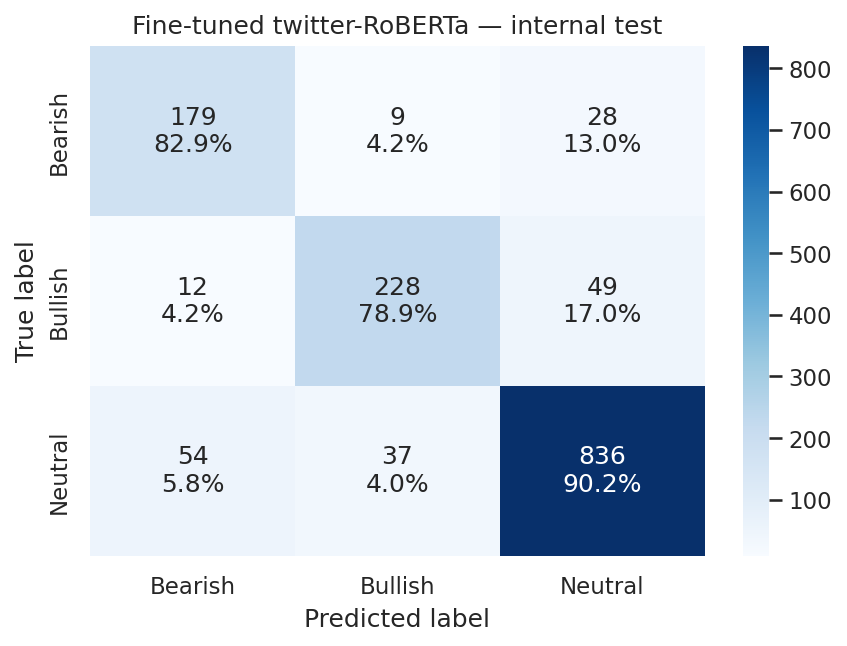 Fine-tuned twitter-RoBERTa — internal test
True label
Bearish
179
82.9%
9
4.2%
28
13.0%
Bullish
12
4.2%
228
78.9%
49
17.0%
Neutral
54
5.8%
37
4.0%
836
90.2%
Bearish
Bullish
Neutral
Predicted label
800
700
600
500
400
300
200
100